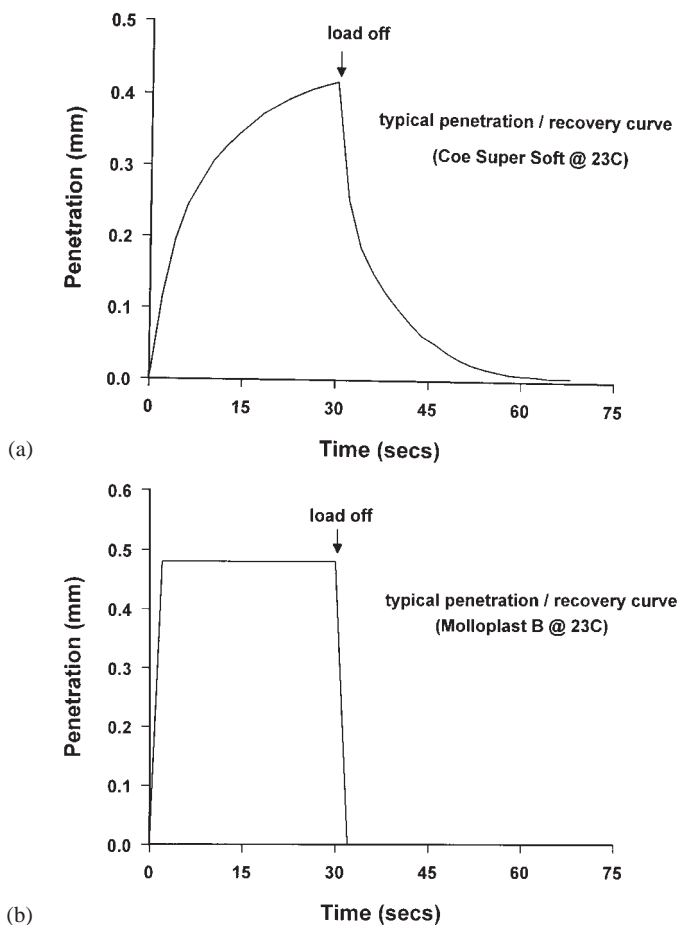 0.5
load off
0.4
typical penetration / recovery curve
(Coe Super Soft @ 23C)
0.3
0.2
0.1
0.0
Penetration (mm)
0 15 30 45 60 75
(a)
Time (secs)
0.6
load off
0.5
typical penetration / recovery curve
(Molloplast B @ 23C)
0.4
0.3
0.2
0.1
0.0
Penetration (mm)
0 15 30 45 60 75
(b)
Time (secs)